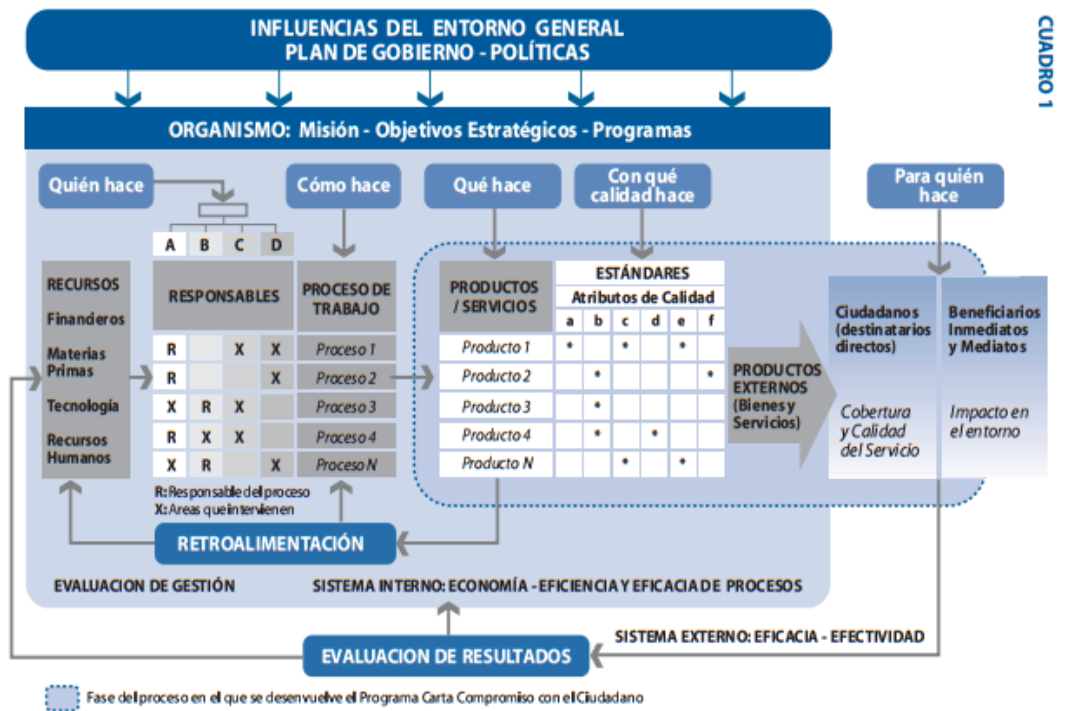 INFLUENCIAS DEL ENTORNO GENERAL
PLAN DE GOBIERNO - POLÍTICAS
CUADRO 1
ORGANISMO: Misión - Objetivos Estratégicos - Programas
Quién hace
Cómo hace
Qué hace
Con qué
calidad hace
Para quién
hace
A B C D
RECURSOS
Financieros
Materias
Primas
Tecnología
Recursos
Humanos
RESPONSABLES
R X X
R X
X R X
R X X
X R X
PROCESO DE
TRABAJO
Proceso 1
Proceso 2
Proceso 3
Proceso 4
Proceso N
R: Responsable del proceso
X: Areas que intervienen
PRODUCTOS
/ SERVICIOS
Producto 1
Producto 2
Producto 3
Producto 4
Producto N
ESTÁNDARES
Atributos de Calidad
a b c d e f
* * *
* *
*
* *
* *
PRODUCTOS
EXTERNOS
(Bienes y
Servicios)
Ciudadanos
(destinatarios
directos)
Cobertura
y Calidad
del Servicio
Beneficiarios
Inmediatos
y Mediatos
Impacto en
el entorno
RETROALIMENTACIÓN
EVALUACION DE GESTIÓN
SISTEMA INTERNO: ECONOMÍA - EFICIENCIA Y EFICACIA DE PROCESOS
SISTEMA EXTERNO: EFICACIA - EFECTIVIDAD
EVALUACION DE RESULTADOS
Fase del proceso en el que se desenvuelve el Programa Carta Compromiso con el Ciudadano